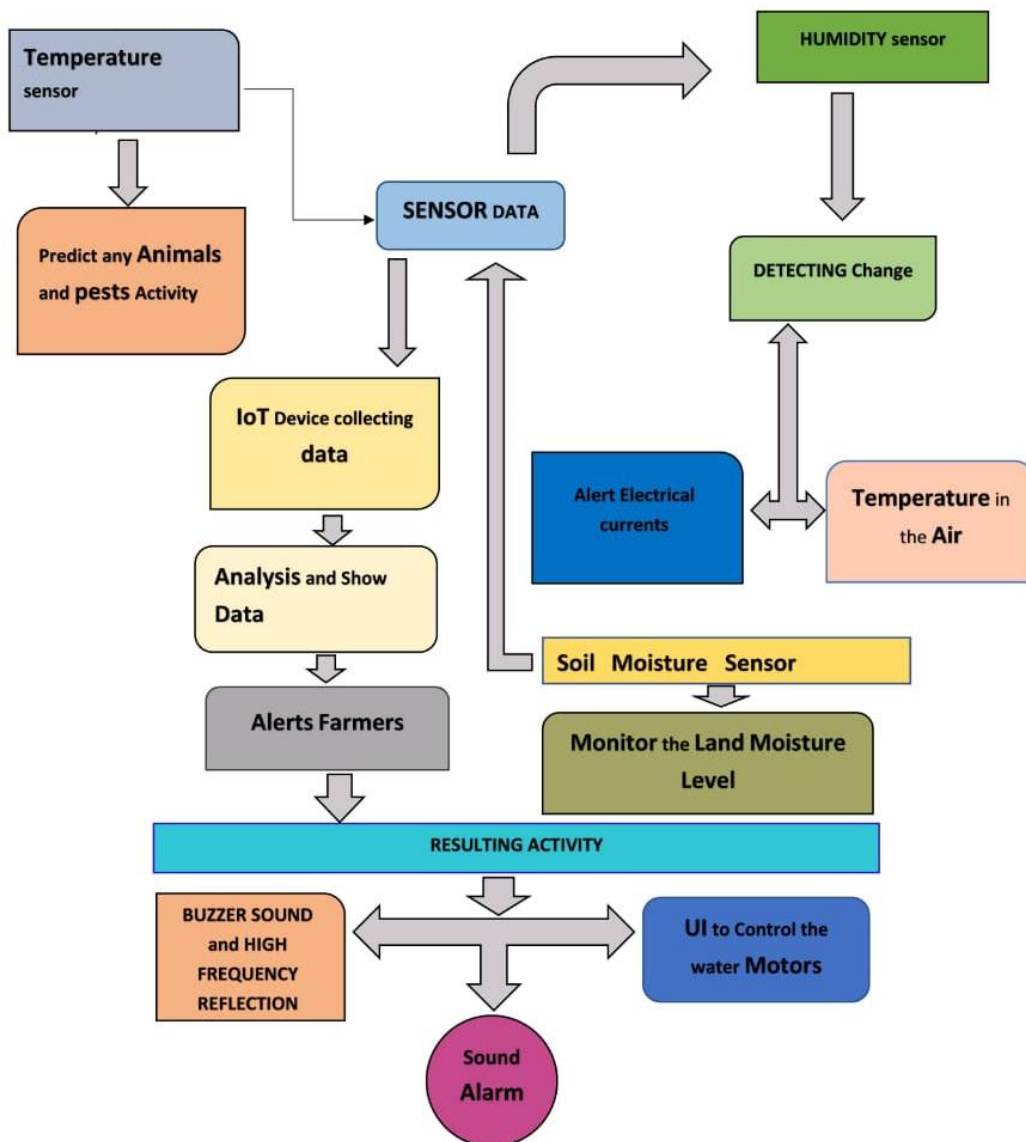 Temperature
sensor
HUMIDITY sensor
SENSOR DATA
Predict any Animals
and pests Activity
DETECTING Change
IoT Device collecting
data
Alert Electrical
currents
Temperature in
the Air
Analysis and Show
Data
Soil Moisture Sensor
Alerts Farmers
Monitor the Land Moisture
Level
RESULTING ACTIVITY
BUZZER SOUND
and HIGH
FREQUENCY
REFLECTION
UI to Control the
water Motors
Sound
Alarm